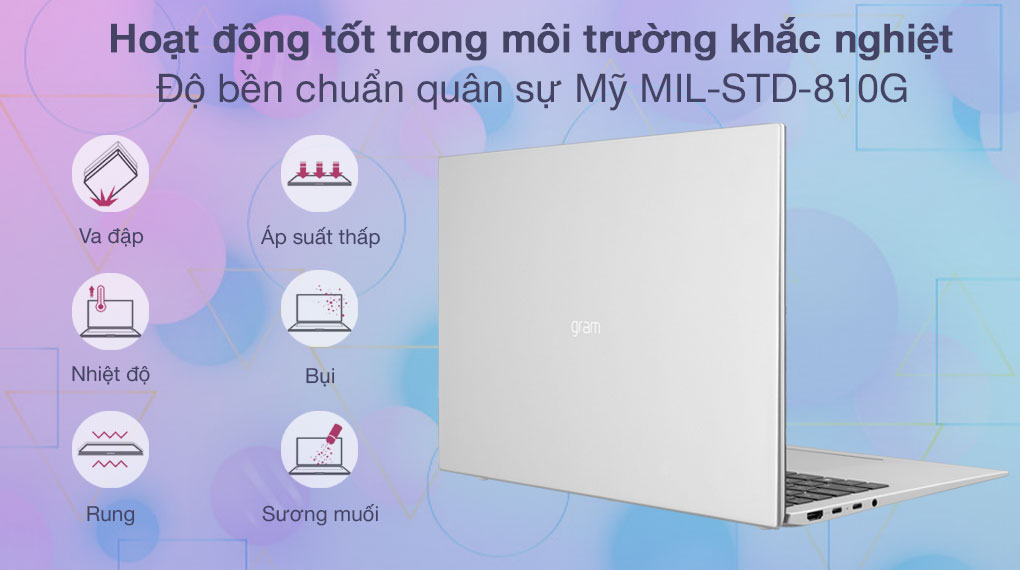 Hoạt động tốt trong môi trường khắc nghiệt
Độ bền chuẩn quân sự Mỹ MIL-STD-810G
Va đập
Áp suất thấp
Nhiệt độ
Bụi
Rung
Sương muối
gram